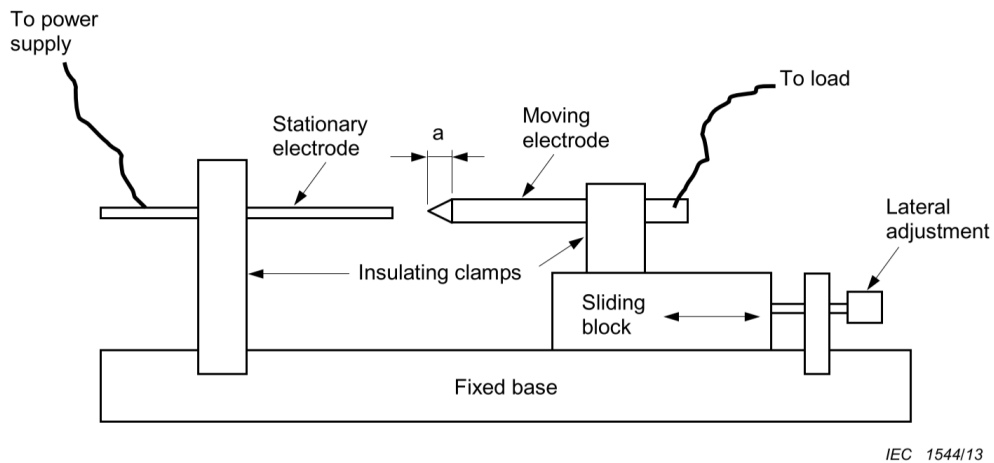 To power
supply
To load
Stationary
electrode
a
Moving
electrode
Lateral
adjustment
Insulating clamps
Sliding
block
Fixed base
IEC 1544/13